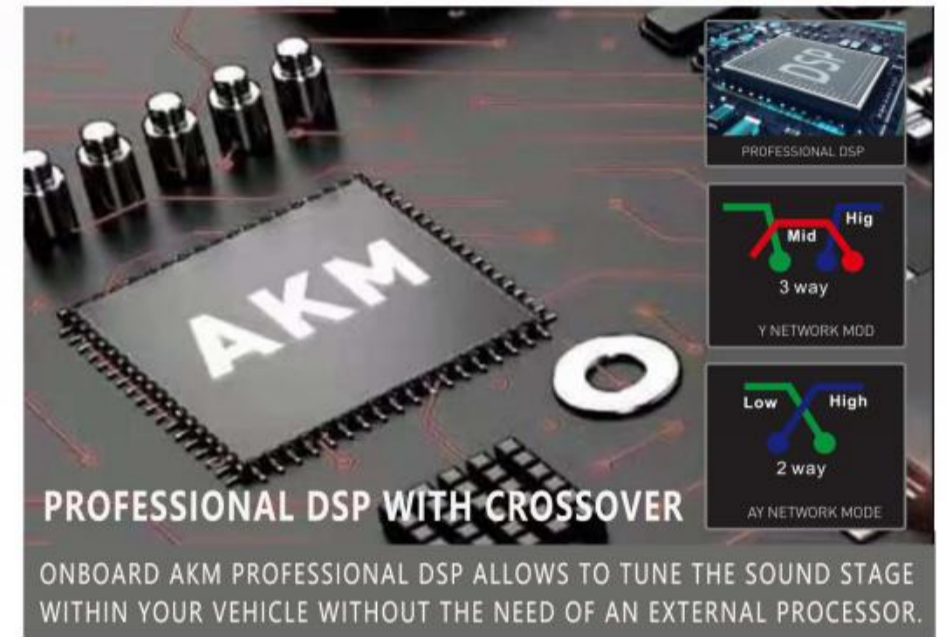 AKM
DSP
PROFESSIONAL DSP
Hig
Mid
3 way
Y NETWORK MOD
Low High
2 way
AY NETWORK MODE
PROFESSIONAL DSP WITH CROSSOVER
ONBOARD AKM PROFESSIONAL DSP ALLOWS TO TUNE THE SOUND STAGE
WITHIN YOUR VEHICLE WITHOUT THE NEED OF AN EXTERNAL PROCESSOR.